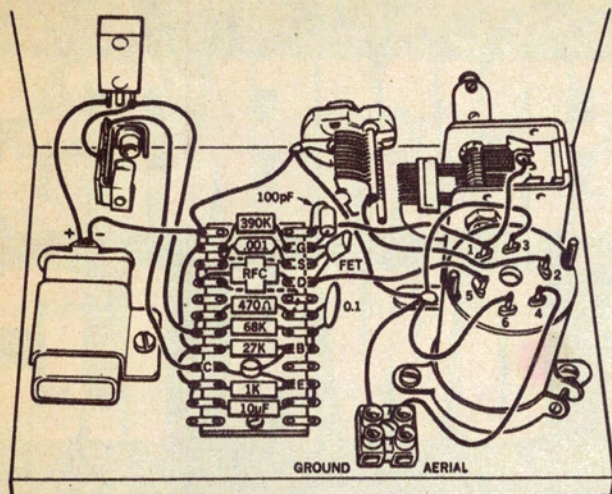 100pF
+ -
390K
.001 G
RFC S
D
FET
470Ω
0.1
68K
27K B
C
1K E
10µF
1
3
2
5
4
6
GROUND AERIAL